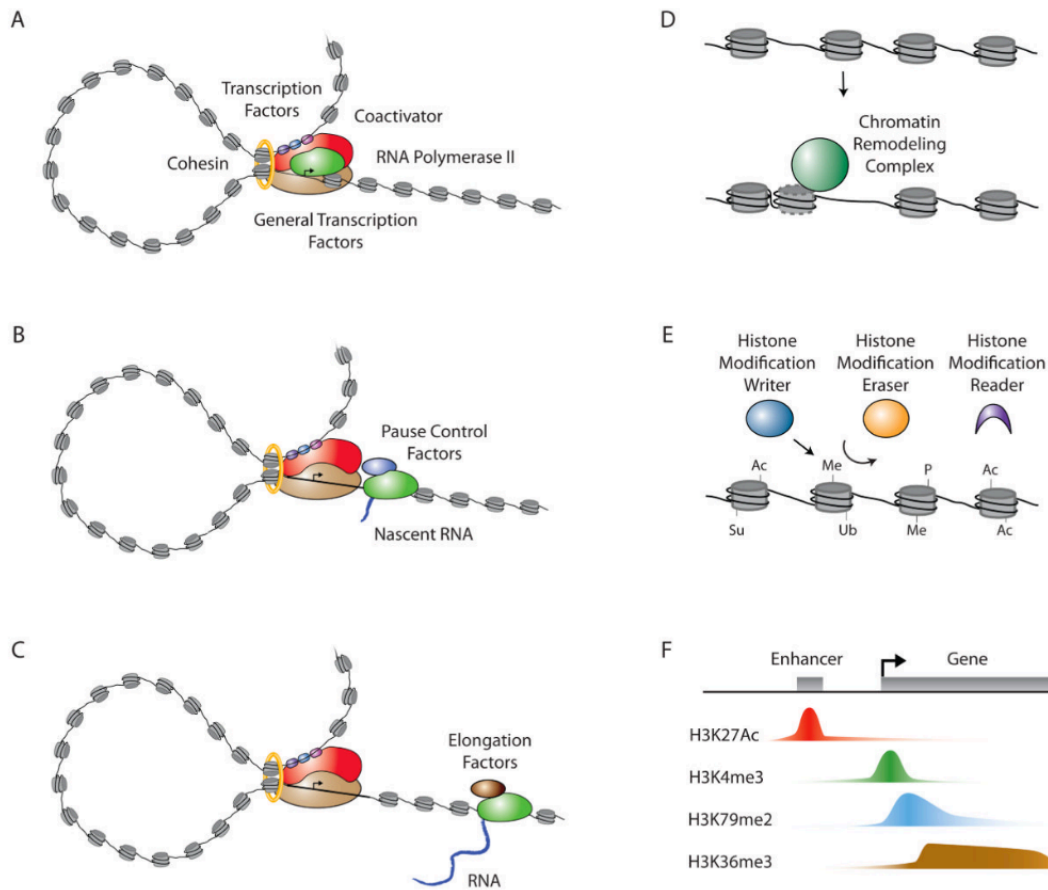 A
Transcription
Factors
Coactivator
Cohesin
RNA Polymerase II
General Transcription
Factors
B
Pause Control
Factors
Nascent RNA
C
Elongation
Factors
RNA
D
Chromatin
Remodeling
Complex
E
Histone
Modification
Writer
Histone
Modification
Eraser
Histone
Modification
Reader
Ac
Me
P
Ac
Su
Ub
Me
Ac
F
Enhancer
Gene
H3K27Ac
H3K4me3
H3K79me2
H3K36me3